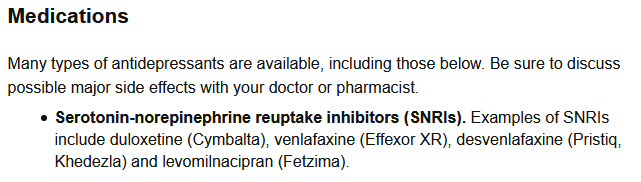 Medications
Many types of antidepressants are available, including those below. Be sure to discuss
possible major side effects with your doctor or pharmacist.
• Serotonin-norepinephrine reuptake inhibitors (SNRIs). Examples of SNRIs
include duloxetine (Cymbalta), venlafaxine (Effexor XR), desvenlafaxine (Pristiq,
Khedezla) and levomilnacipran (Fetzima).